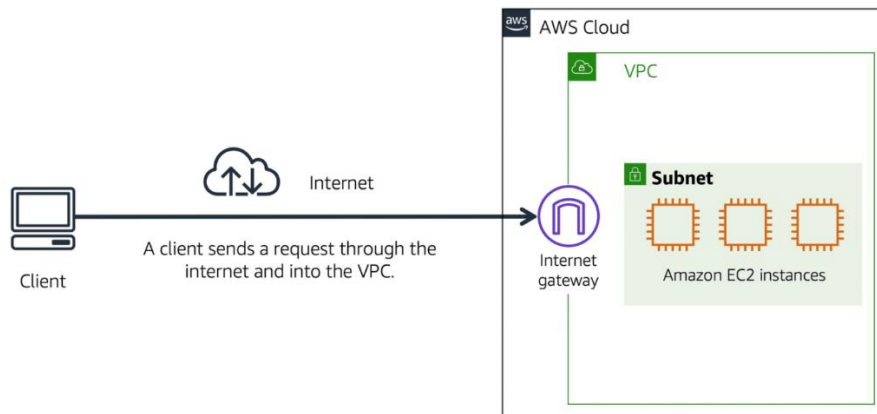 aws
AWS Cloud
VPC
Internet
Subnet
A client sends a request through the
internet and into the VPC.
Client
Internet
gateway
Amazon EC2 instances